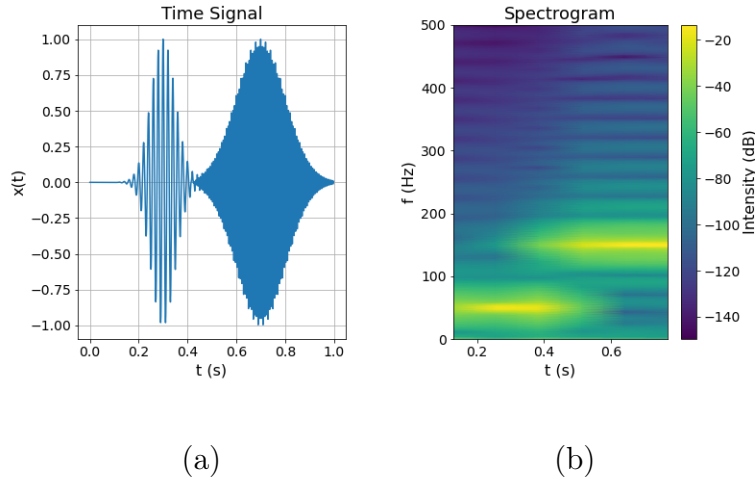 Time Signal
1.00
0.75
0.50
0.25
0.00
−0.25
−0.50
−0.75
−1.00
x(t)
0.0 0.2 0.4 0.6 0.8 1.0
t (s)
(a)
Spectrogram
500
400
300
200
100
0
f (Hz)
0.2 0.4 0.6
t (s)
−20
−40
−60
−80
−100
−120
−140
Intensity (dB)
(b)